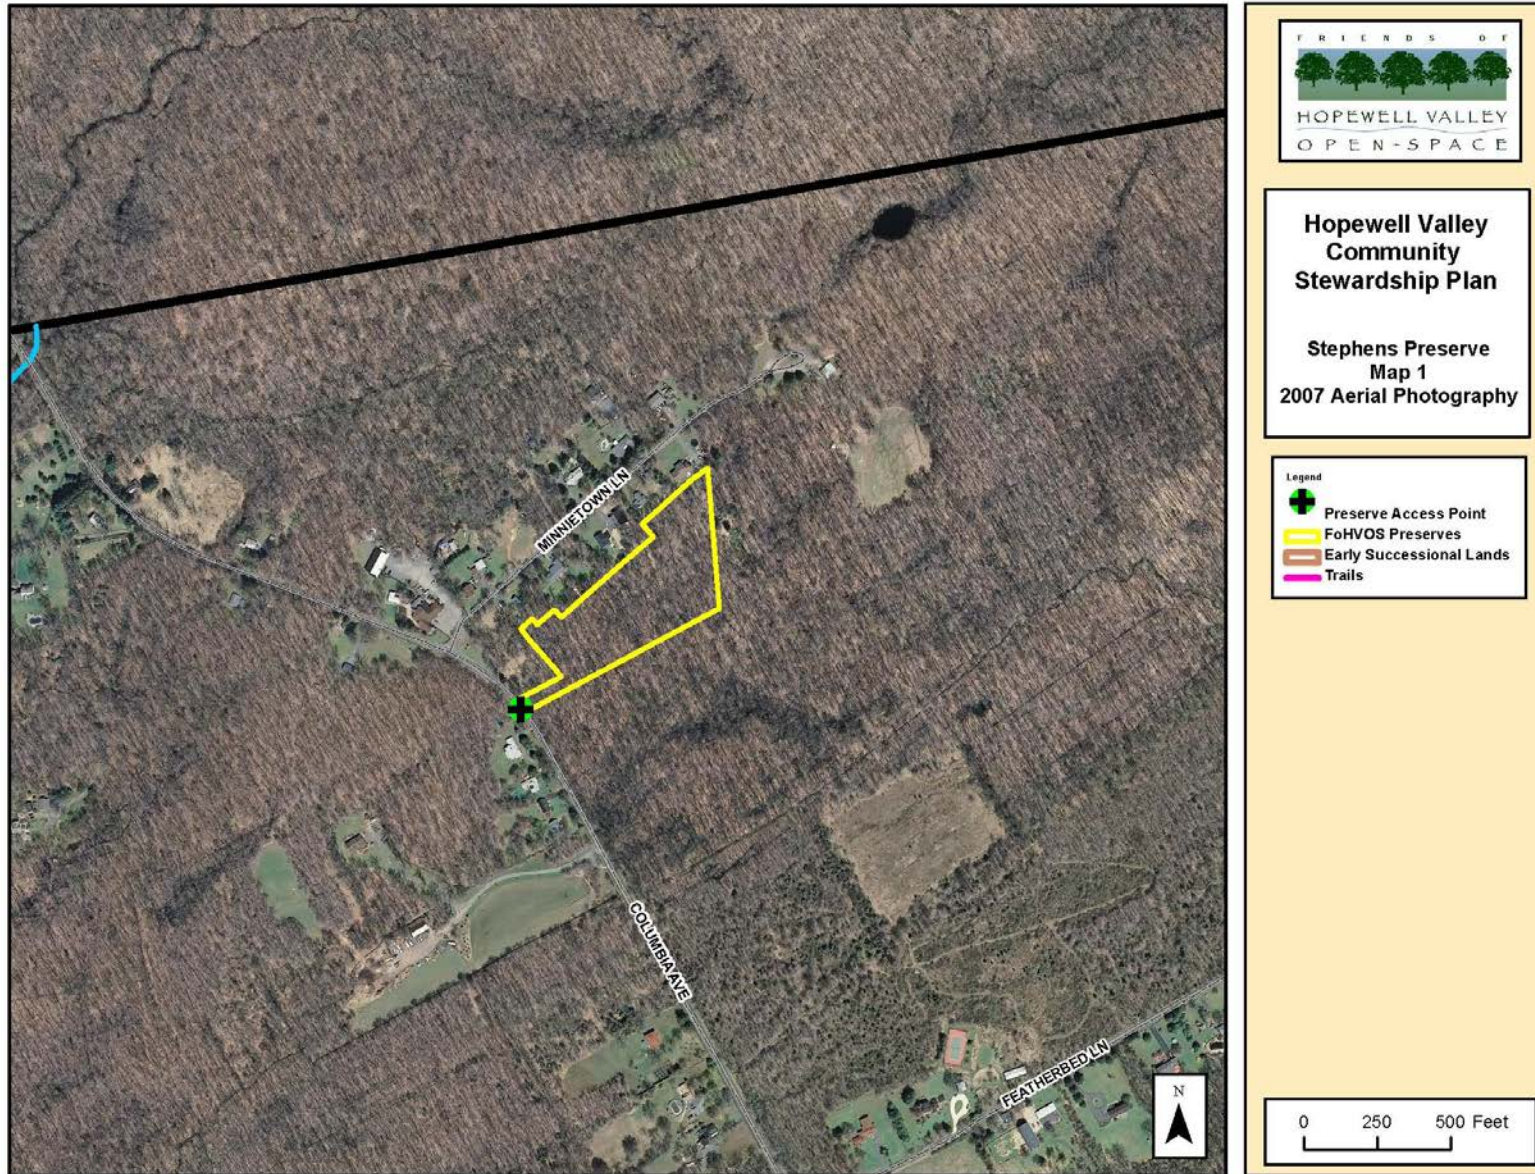 FRIENDS OF
HOPEWELL VALLEY
OPEN-SPACE
Hopewell Valley
Community
Stewardship Plan
Stephens Preserve
Map 1
2007 Aerial Photography
Legend
Preserve Access Point
FoHVOS Preserves
Early Successional Lands
Trails
MINNIETOWN LN
COLUMBIA AVE
FEATHERBED LN
N
0 250 500 Feet